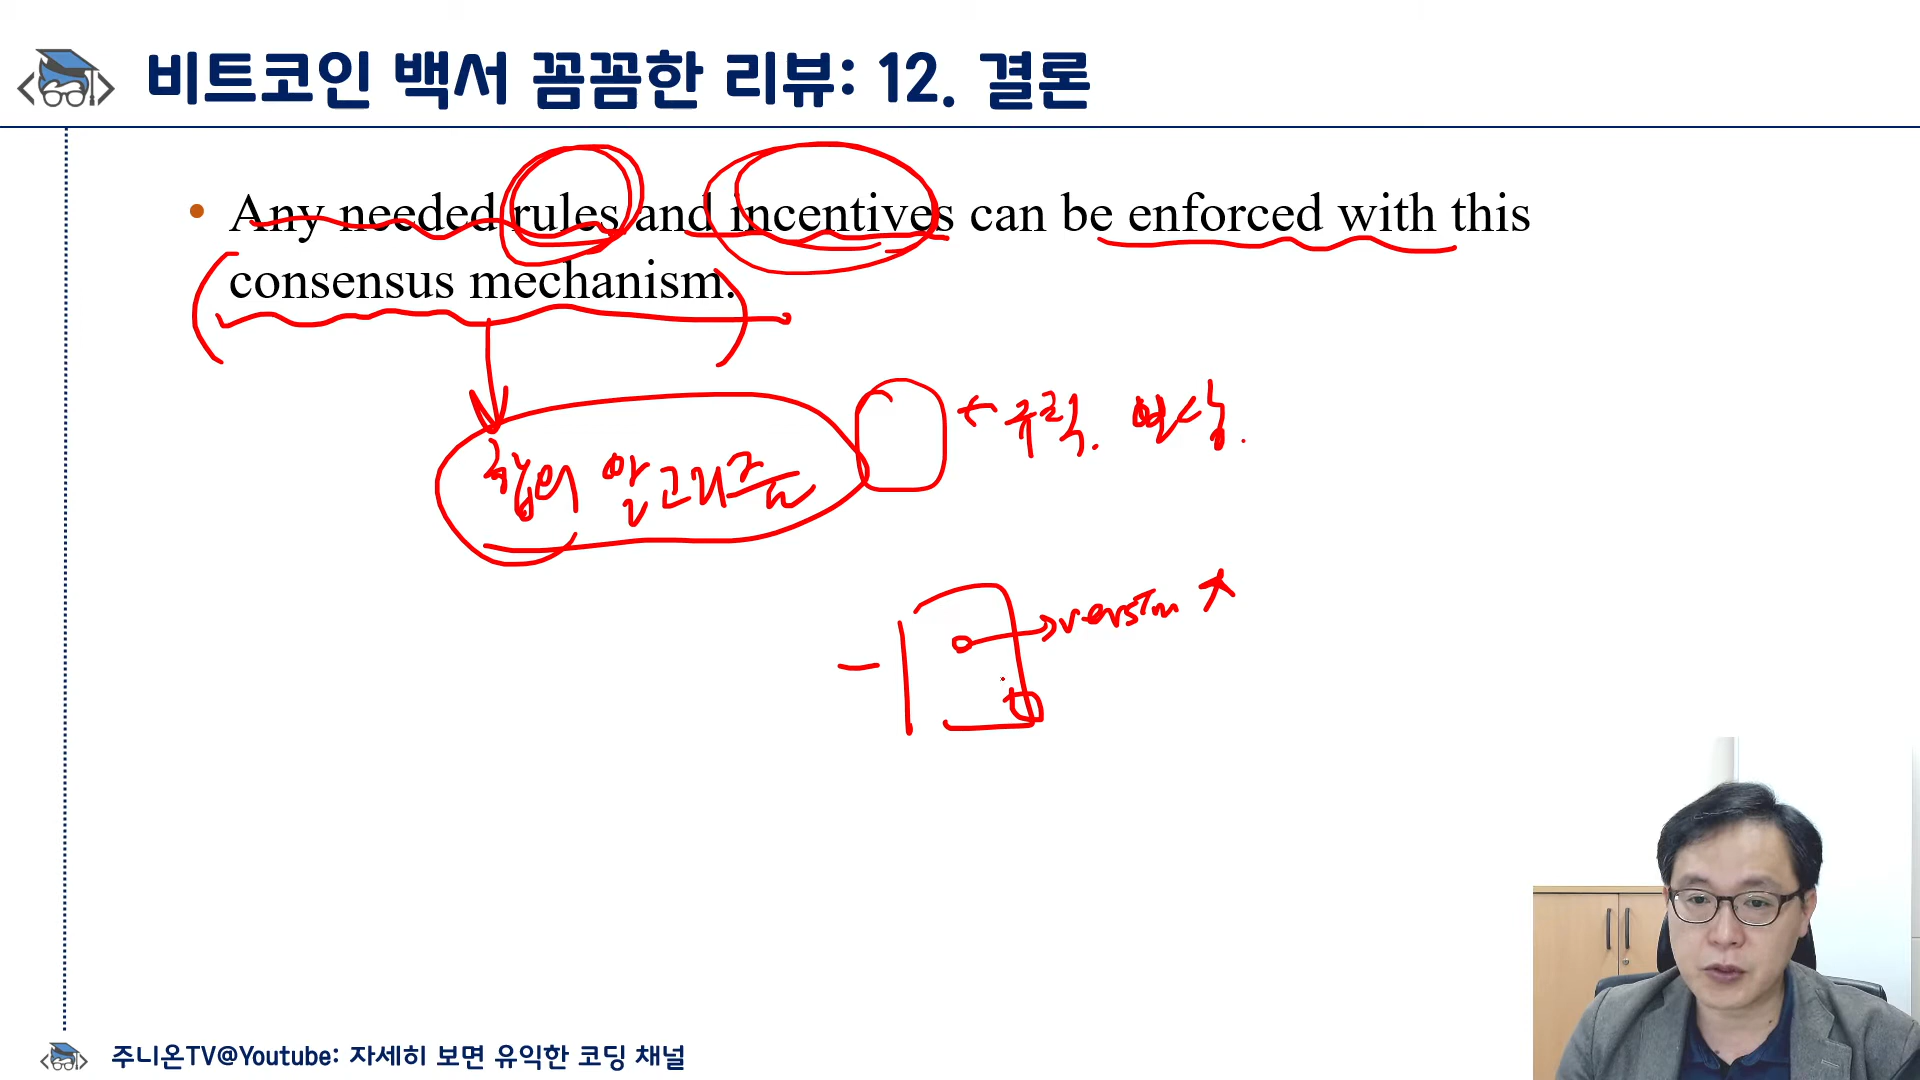 비트코인 백서 꼼꼼한 리뷰: 12. 결론
• Any needed rules and incentives can be enforced with this
consensus mechanism.
규칙. 보상.
합의 알고리즘
version
주니온TV@Youtube: 자세히 보면 유익한 코딩 채널